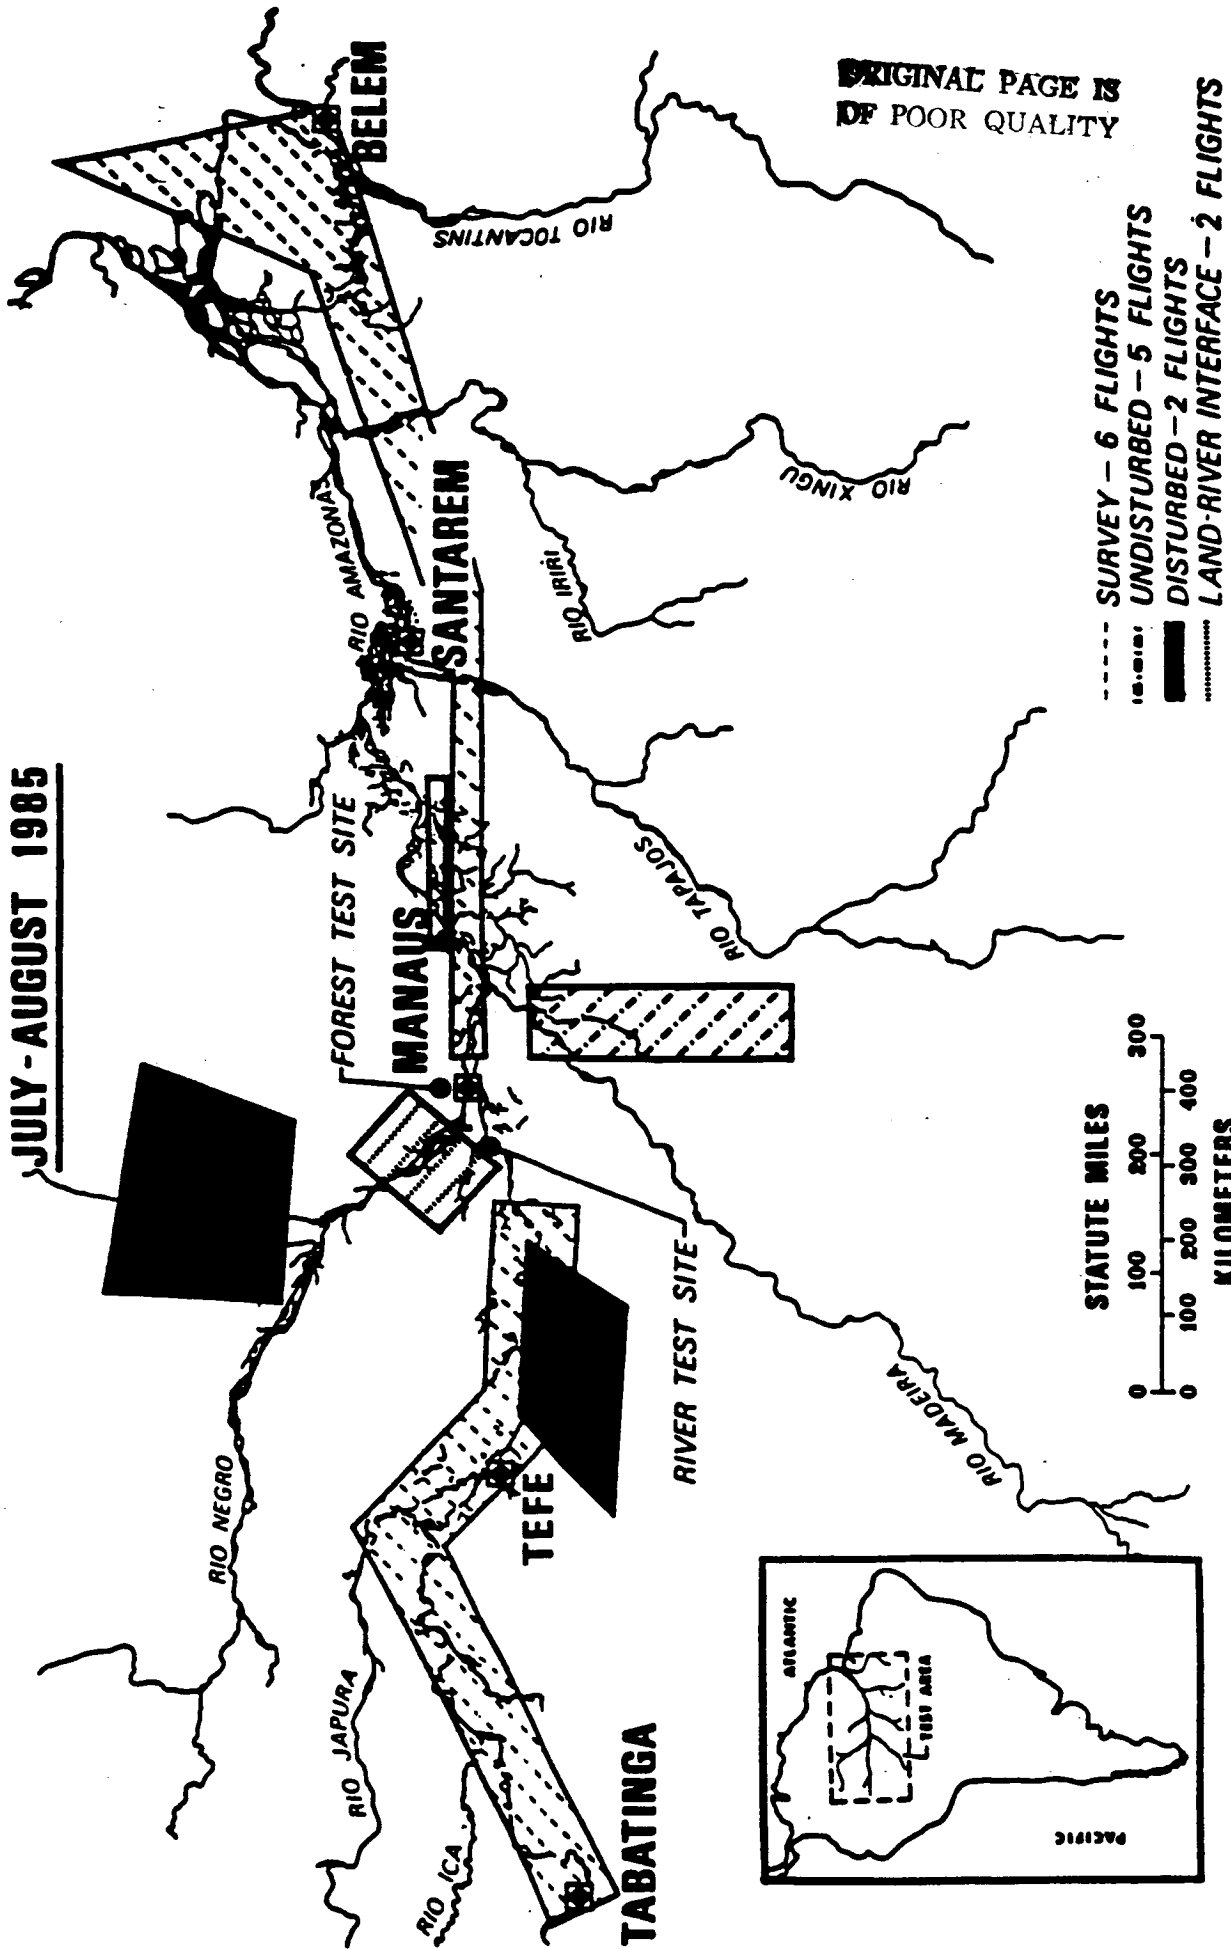 JULY-AUGUST 1985
ORIGINAL PAGE IS
OF POOR QUALITY
BELEM
RIO TOCANTINS
RIO AMAZONAS
SANTAREM
RIO XINGU
RIO IRIRI
FOREST TEST SITE
MANAUS
RIO TAPAJOS
RIO NEGRO
RIVER TEST SITE
RIO MADEIRA
TEFE
RIO JAPURA
RIO ICA
TABATINGA
---- SURVEY - 6 FLIGHTS
UNDISTURBED - 5 FLIGHTS
DISTURBED - 2 FLIGHTS
LAND-RIVER INTERFACE - 2 FLIGHTS
STATUTE MILES
0 100 200 300
0 100 200 300 400
KILOMETERS
ATLANTIC
TEST AREA
PACIFIC